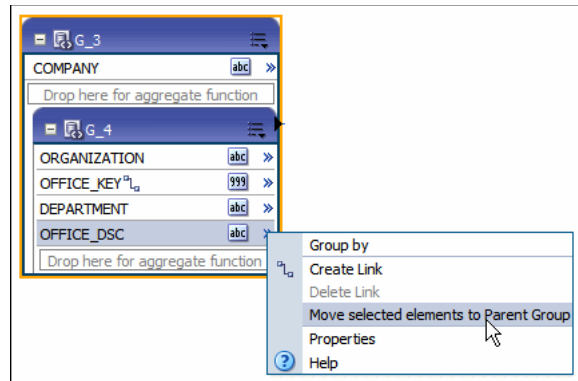 G_3
COMPANY abc »
Drop here for aggregate function
G_4
ORGANIZATION abc »
OFFICE_KEY 999 »
DEPARTMENT abc »
OFFICE_DSC abc »
Drop here for aggregate function
Group by
Create Link
Delete Link
Move selected elements to Parent Group
Properties
? Help